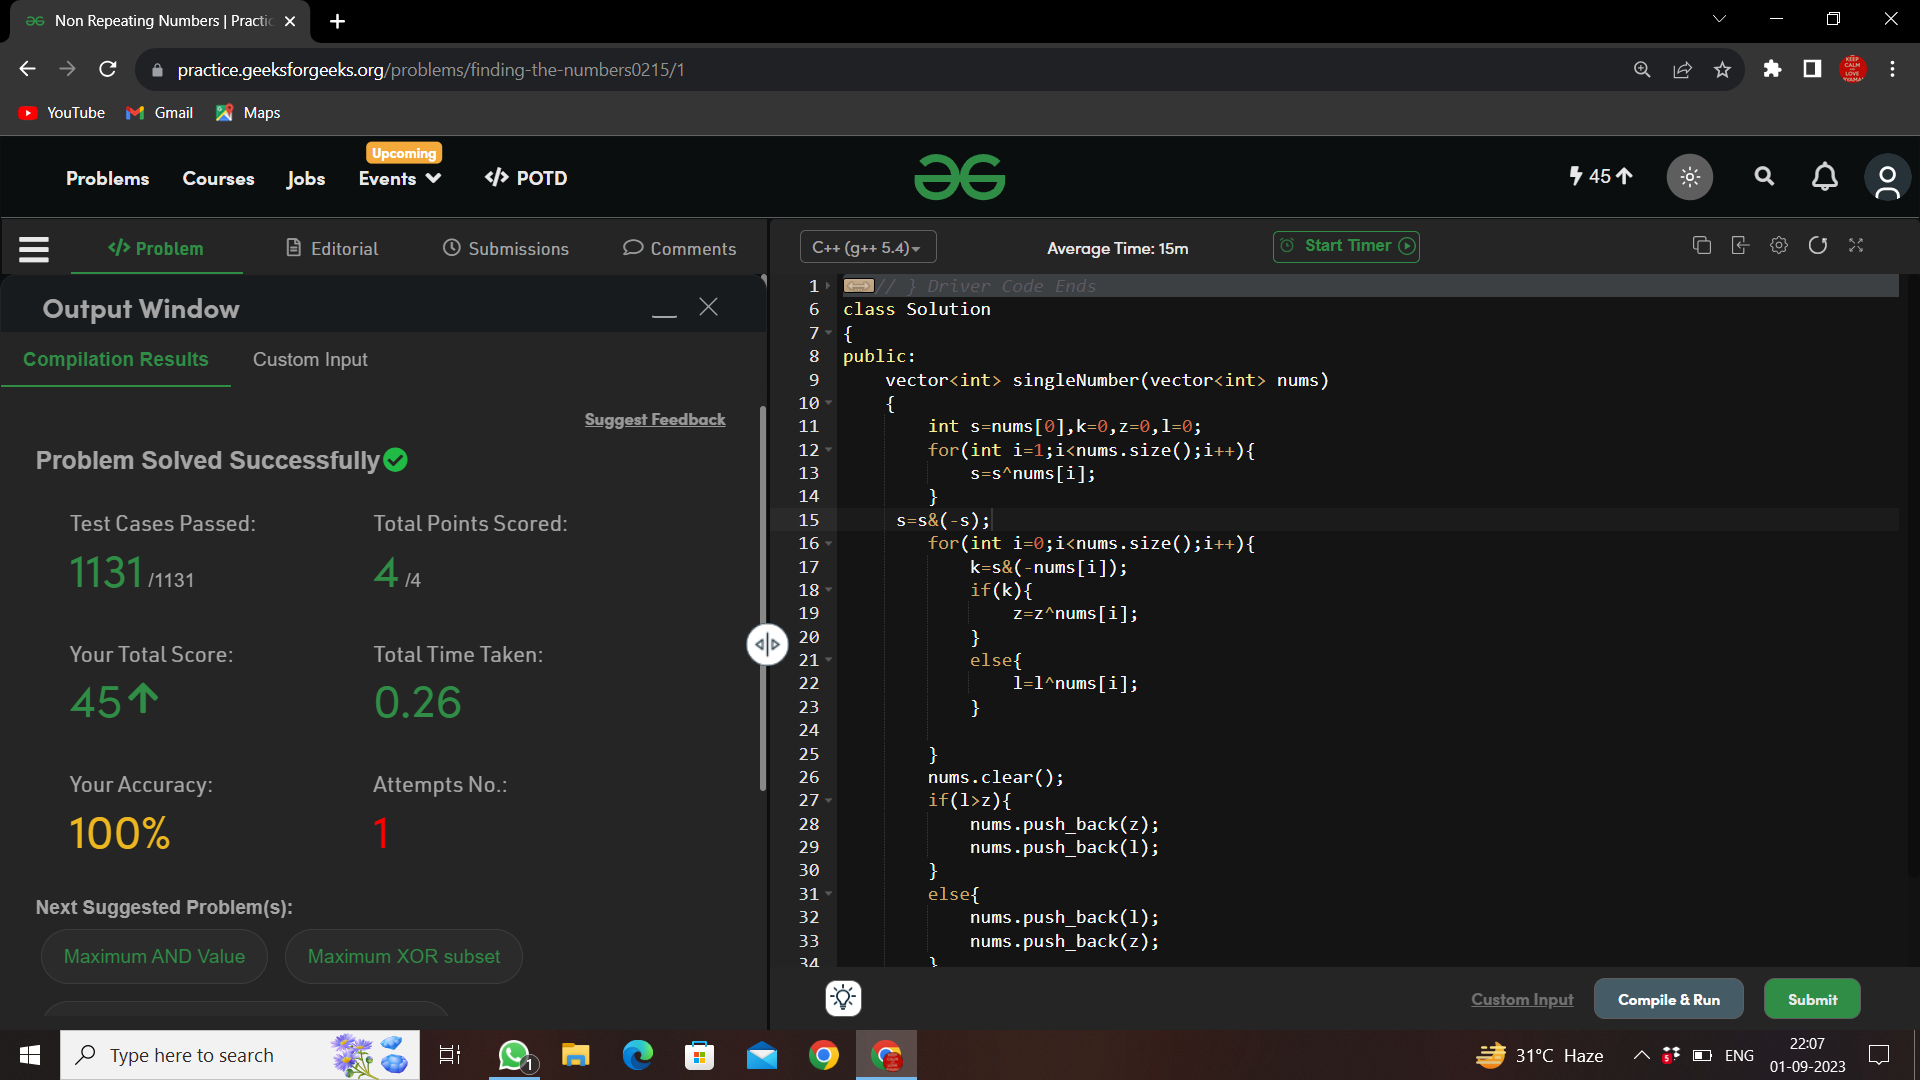 Non Repeating Numbers | Practic
practice.geeksforgeeks.org/problems/finding-the-numbers0215/1
YouTube Gmail Maps
Upcoming
Problems Courses Jobs Events </> POTD
45
</> Problem Editorial Submissions Comments
C++ (g++ 5.4) Average Time: 15m Start Timer
Output Window
Compilation Results Custom Input
Suggest Feedback
Problem Solved Successfully
Test Cases Passed: Total Points Scored:
1131 /1131 4 /4
Your Total Score: Total Time Taken:
45 0.26
Your Accuracy: Attempts No.:
100% 1
Next Suggested Problem(s):
Maximum AND Value Maximum XOR subset
1 // } Driver Code Ends
6 class Solution
7 {
8 public:
9 vector<int> singleNumber(vector<int> nums)
10 {
11 int s=nums[0],k=0,z=0,l=0;
12 for(int i=1;i<nums.size();i++){
13 s=s^nums[i];
14 }
15 s=s&(-s);
16 for(int i=0;i<nums.size();i++){
17 k=s&(-nums[i]);
18 if(k){
19 z=z^nums[i];
20 }
21 else{
22 l=l^nums[i];
23 }
24
25 }
26 nums.clear();
27 if(l>z){
28 nums.push_back(z);
29 nums.push_back(l);
30 }
31 else{
32 nums.push_back(l);
33 nums.push_back(z);
34 }
Custom Input Compile & Run Submit
Type here to search
1
31°C Haze
ENG
22:07
01-09-2023